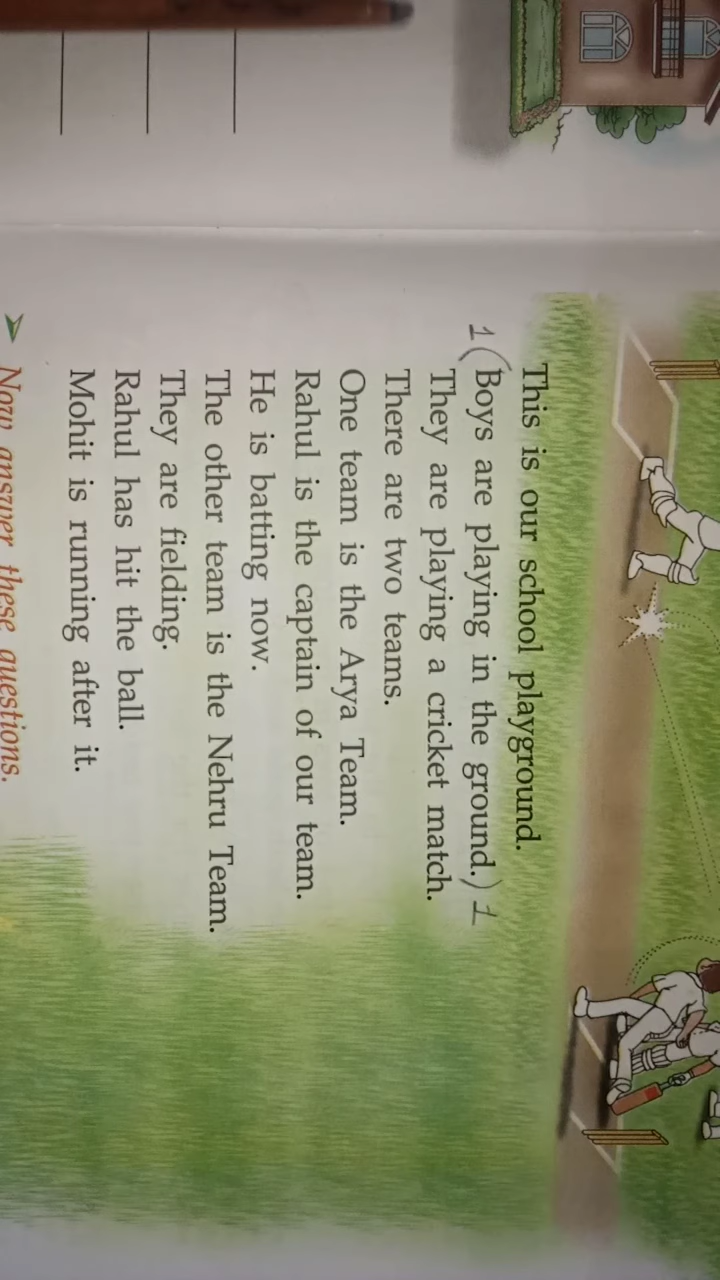 This is our school playground.
1 (Boys are playing in the ground.) 1
They are playing a cricket match.
There are two teams.
One team is the Arya Team.
Rahul is the captain of our team.
He is batting now.
The other team is the Nehru Team.
They are fielding.
Rahul has hit the ball.
Mohit is running after it.
➤ Now answer these questions.